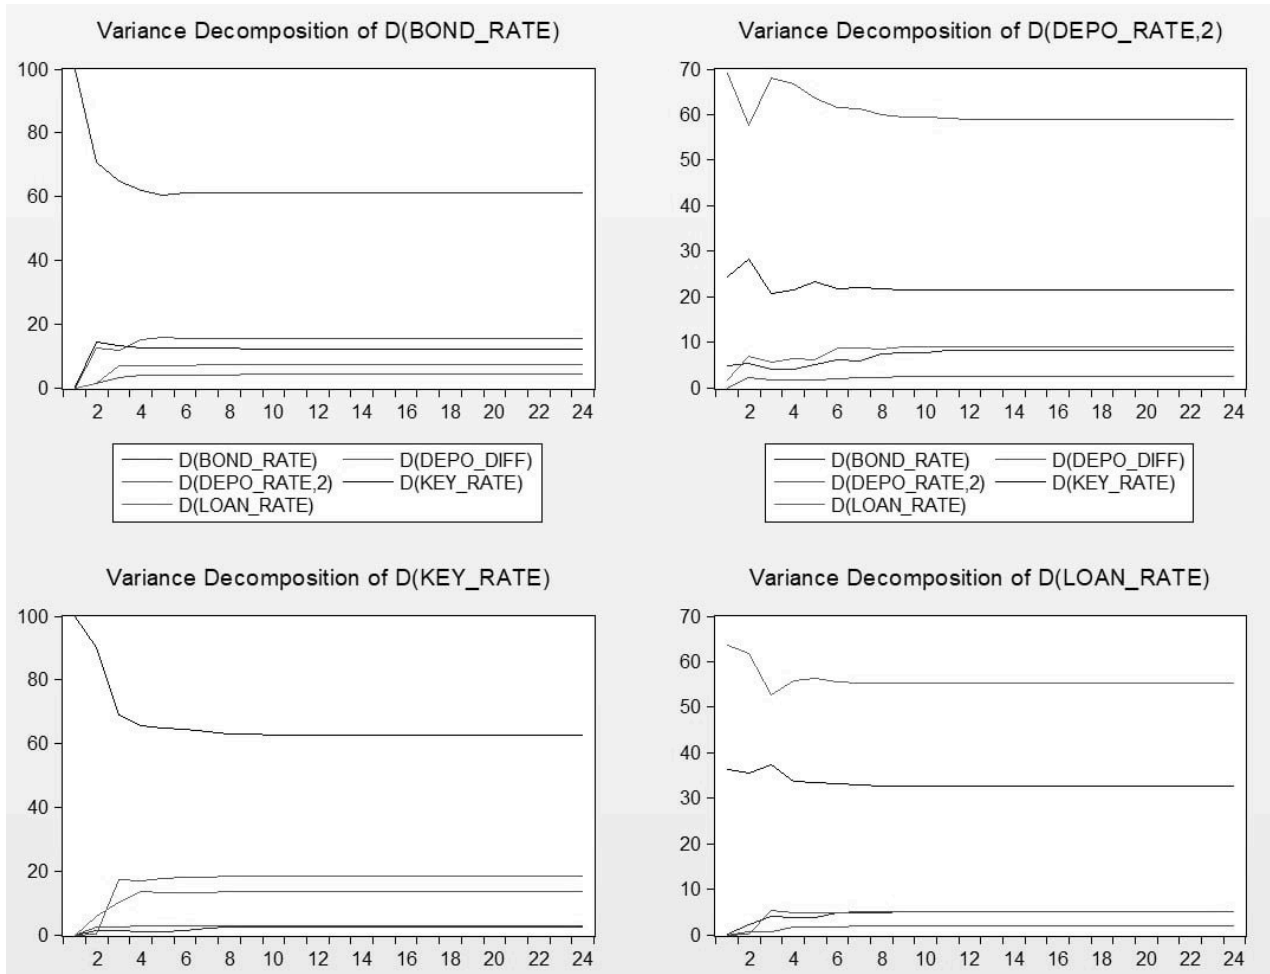 Variance Decomposition of D(BOND_RATE)
100
80
60
40
20
0
2 4 6 8 10 12 14 16 18 20 22 24
D(BOND_RATE) D(DEPO_DIFF)
D(DEPO_RATE,2) D(KEY_RATE)
D(LOAN_RATE)
Variance Decomposition of D(DEPO_RATE,2)
70
60
50
40
30
20
10
0
2 4 6 8 10 12 14 16 18 20 22 24
D(BOND_RATE) D(DEPO_DIFF)
D(DEPO_RATE,2) D(KEY_RATE)
D(LOAN_RATE)
Variance Decomposition of D(KEY_RATE)
100
80
60
40
20
0
2 4 6 8 10 12 14 16 18 20 22 24
Variance Decomposition of D(LOAN_RATE)
70
60
50
40
30
20
10
0
2 4 6 8 10 12 14 16 18 20 22 24